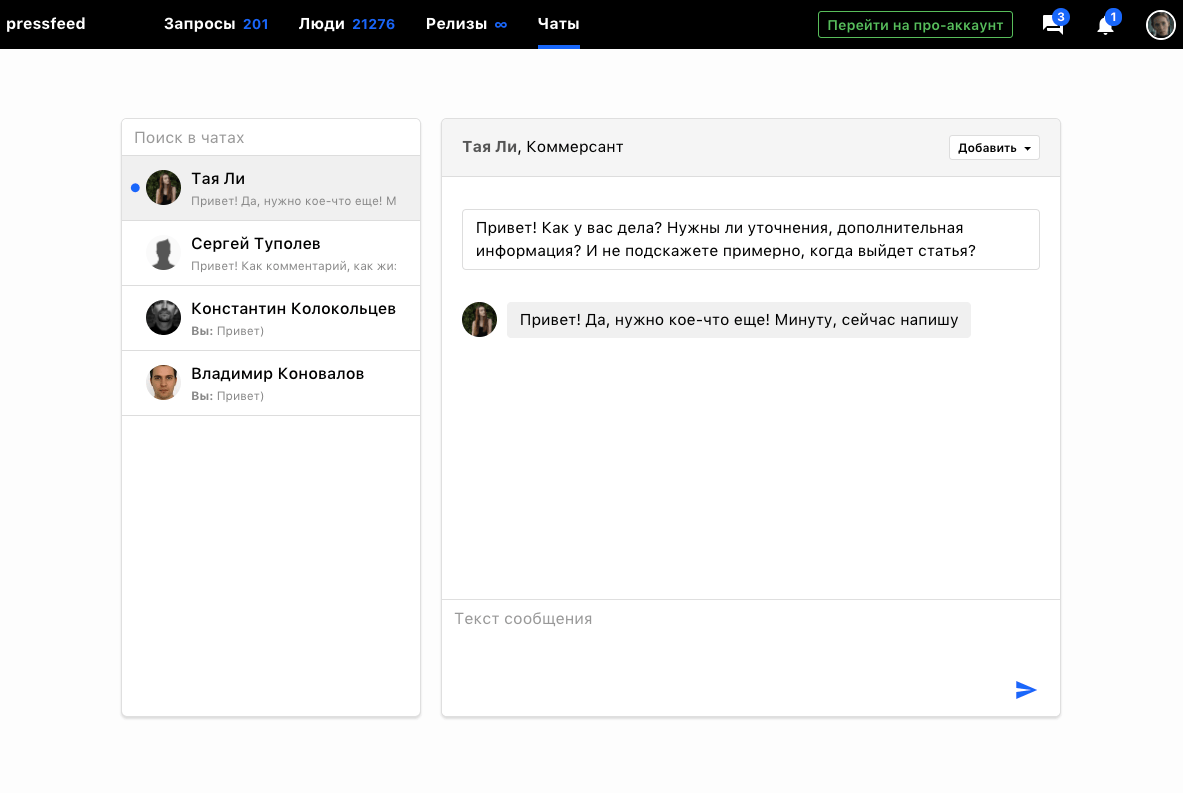 pressfeed Запросы 201 Люди 21276 Релизы ∞ Чаты Перейти на про-аккаунт 3 1
Поиск в чатах
Тая Ли
Привет! Да, нужно кое-что еще! М
Сергей Туполев
Привет! Как комментарий, как жи
Константин Колокольцев
Вы: Привет)
Владимир Коновалов
Вы: Привет)
Тая Ли, Коммерсант
Добавить
Привет! Как у вас дела? Нужны ли уточнения, дополнительная
информация? И не подскажете примерно, когда выйдет статья?
Привет! Да, нужно кое-что еще! Минуту, сейчас напишу
Текст сообщения